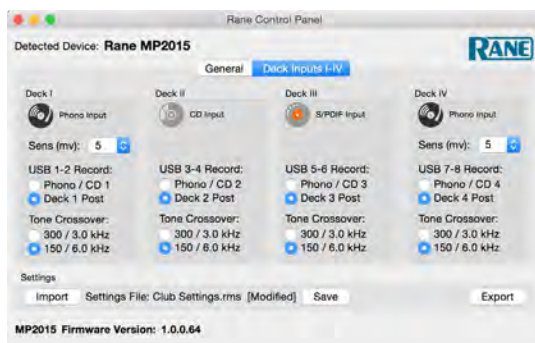 Rane Control Panel
Detected Device: Rane MP2015
RANE
General Deck Inputs I-IV
Deck I Deck II Deck III Deck IV
Phono Input CD Input S/PDIF Input Phono Input
Sens (mv): 5 Sens (mv): 5
USB 1-2 Record: USB 3-4 Record: USB 5-6 Record: USB 7-8 Record:
Phono / CD 1 Phono / CD 2 Phono / CD 3 Phono / CD 4
Deck 1 Post Deck 2 Post Deck 3 Post Deck 4 Post
Tone Crossover: Tone Crossover: Tone Crossover: Tone Crossover:
300 / 3.0 kHz 300 / 3.0 kHz 300 / 3.0 kHz 300 / 3.0 kHz
150 / 6.0 kHz 150 / 6.0 kHz 150 / 6.0 kHz 150 / 6.0 kHz
Settings
Import Settings File: Club Settings.rms [Modified] Save Export
MP2015 Firmware Version: 1.0.0.64